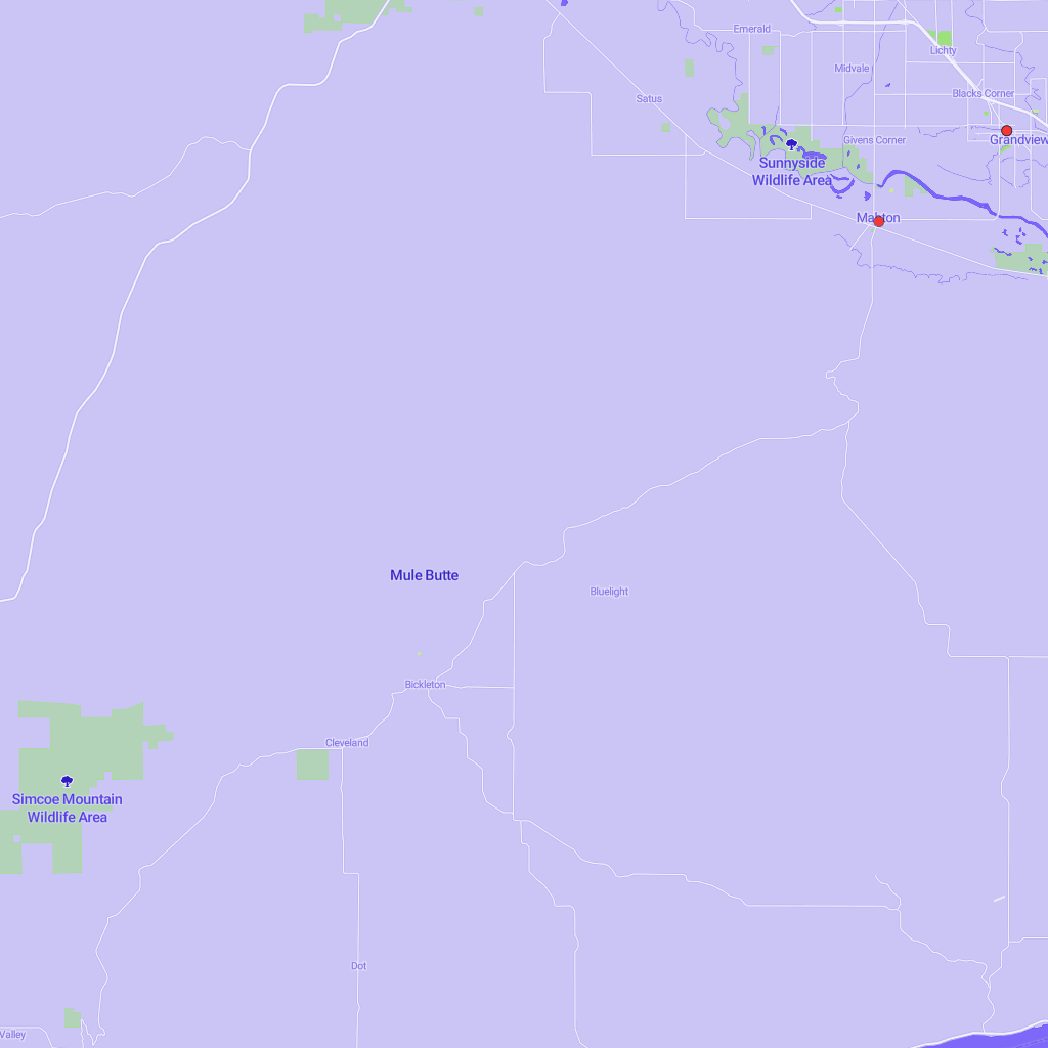 Emerald
Lichty
Midvale
Blacks Corner
Satus
Givens Corner
Grandview
Sunnyside
Wildlife Area
Mabton
Mule Butte
Bluelight
Bickleton
Cleveland
Simcoe Mountain
Wildlife Area
Dot
Valley